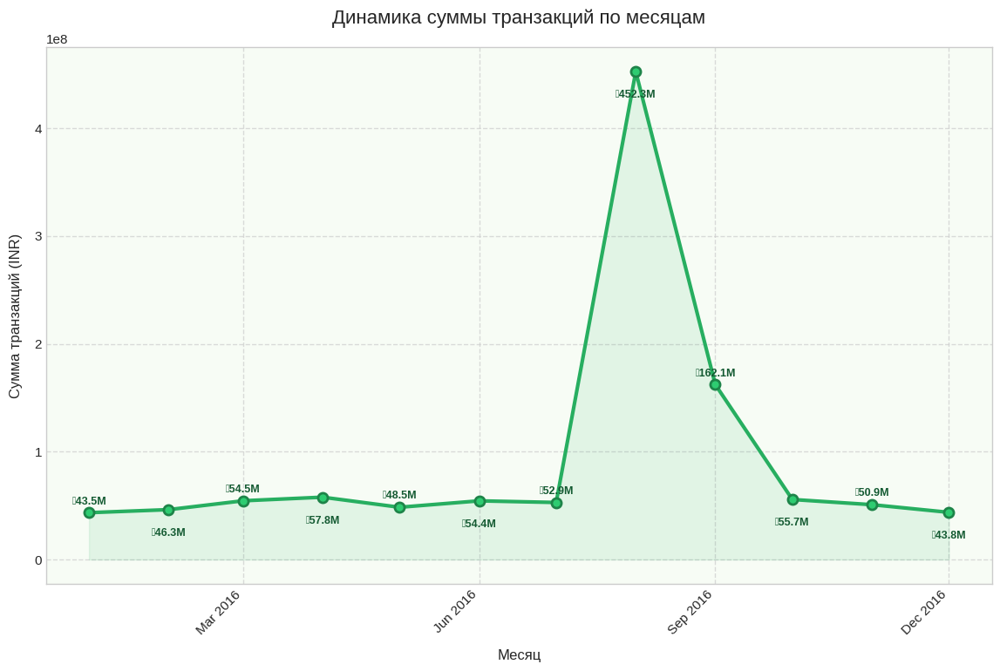 Динамика суммы транзакций по месяцам
1e8
Сумма транзакций (INR)
4
3
2
1
0
▯43.5M
▯46.3M
▯54.5M
▯57.8M
▯48.5M
▯54.4M
▯52.9M
▯452.3M
▯162.1M
▯55.7M
▯50.9M
▯43.8M
Mar 2016
Jun 2016
Sep 2016
Dec 2016
Месяц